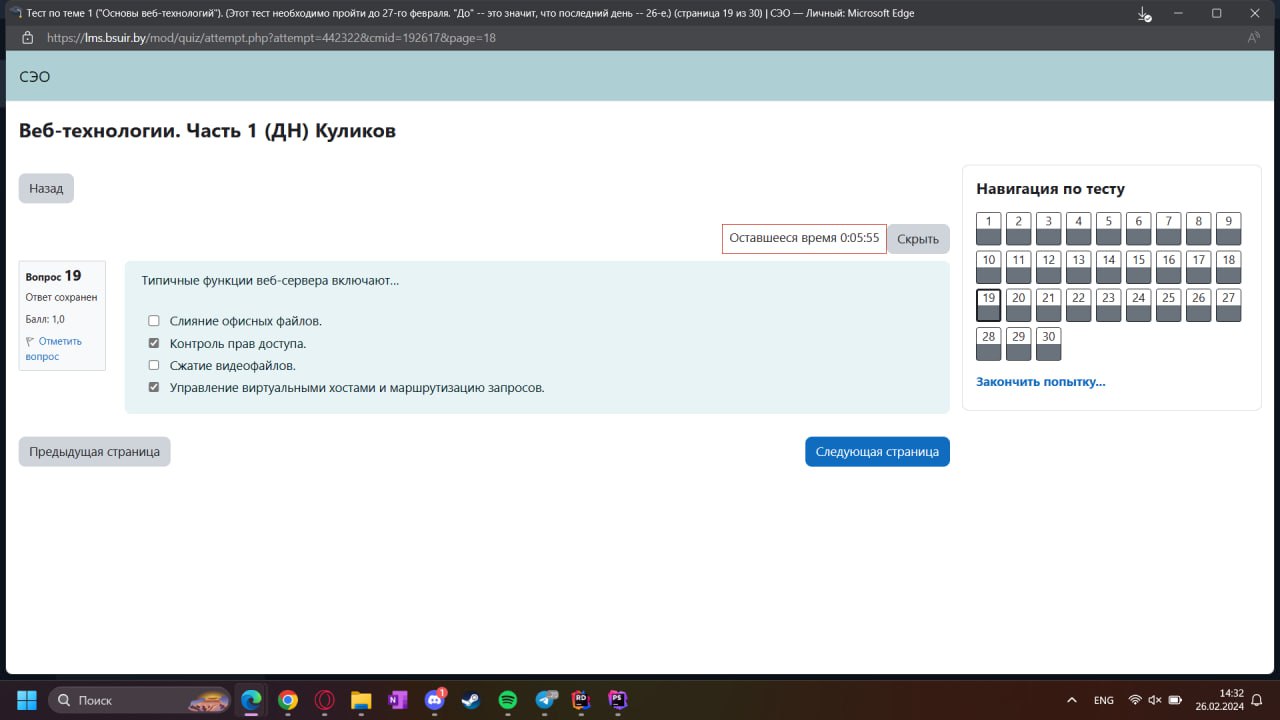 Тест по теме 1 ("Основы веб-технологий"). (Этот тест необходимо пройти до 27-го февраля. "До" -- это значит, что последний день -- 26-е.) (страница 19 из 30) | СЭО — Личный: Microsoft Edge
https://lms.bsuir.by/mod/quiz/attempt.php?attempt=442322&cmid=192617&page=18
СЭО
Веб-технологии. Часть 1 (ДН) Куликов
Назад
Оставшееся время 0:05:55
Скрыть
Вопрос 19
Ответ сохранен
Балл: 1,0
Отметить
вопрос
Типичные функции веб-сервера включают...
Слияние офисных файлов.
Контроль прав доступа.
Сжатие видеофайлов.
Управление виртуальными хостами и маршрутизацию запросов.
Предыдущая страница
Следующая страница
Навигация по тесту
1 2 3 4 5 6 7 8 9
10 11 12 13 14 15 16 17 18
19 20 21 22 23 24 25 26 27
28 29 30
Закончить попытку...
Поиск
1
RD
PS
ENG
14:32
26.02.2024